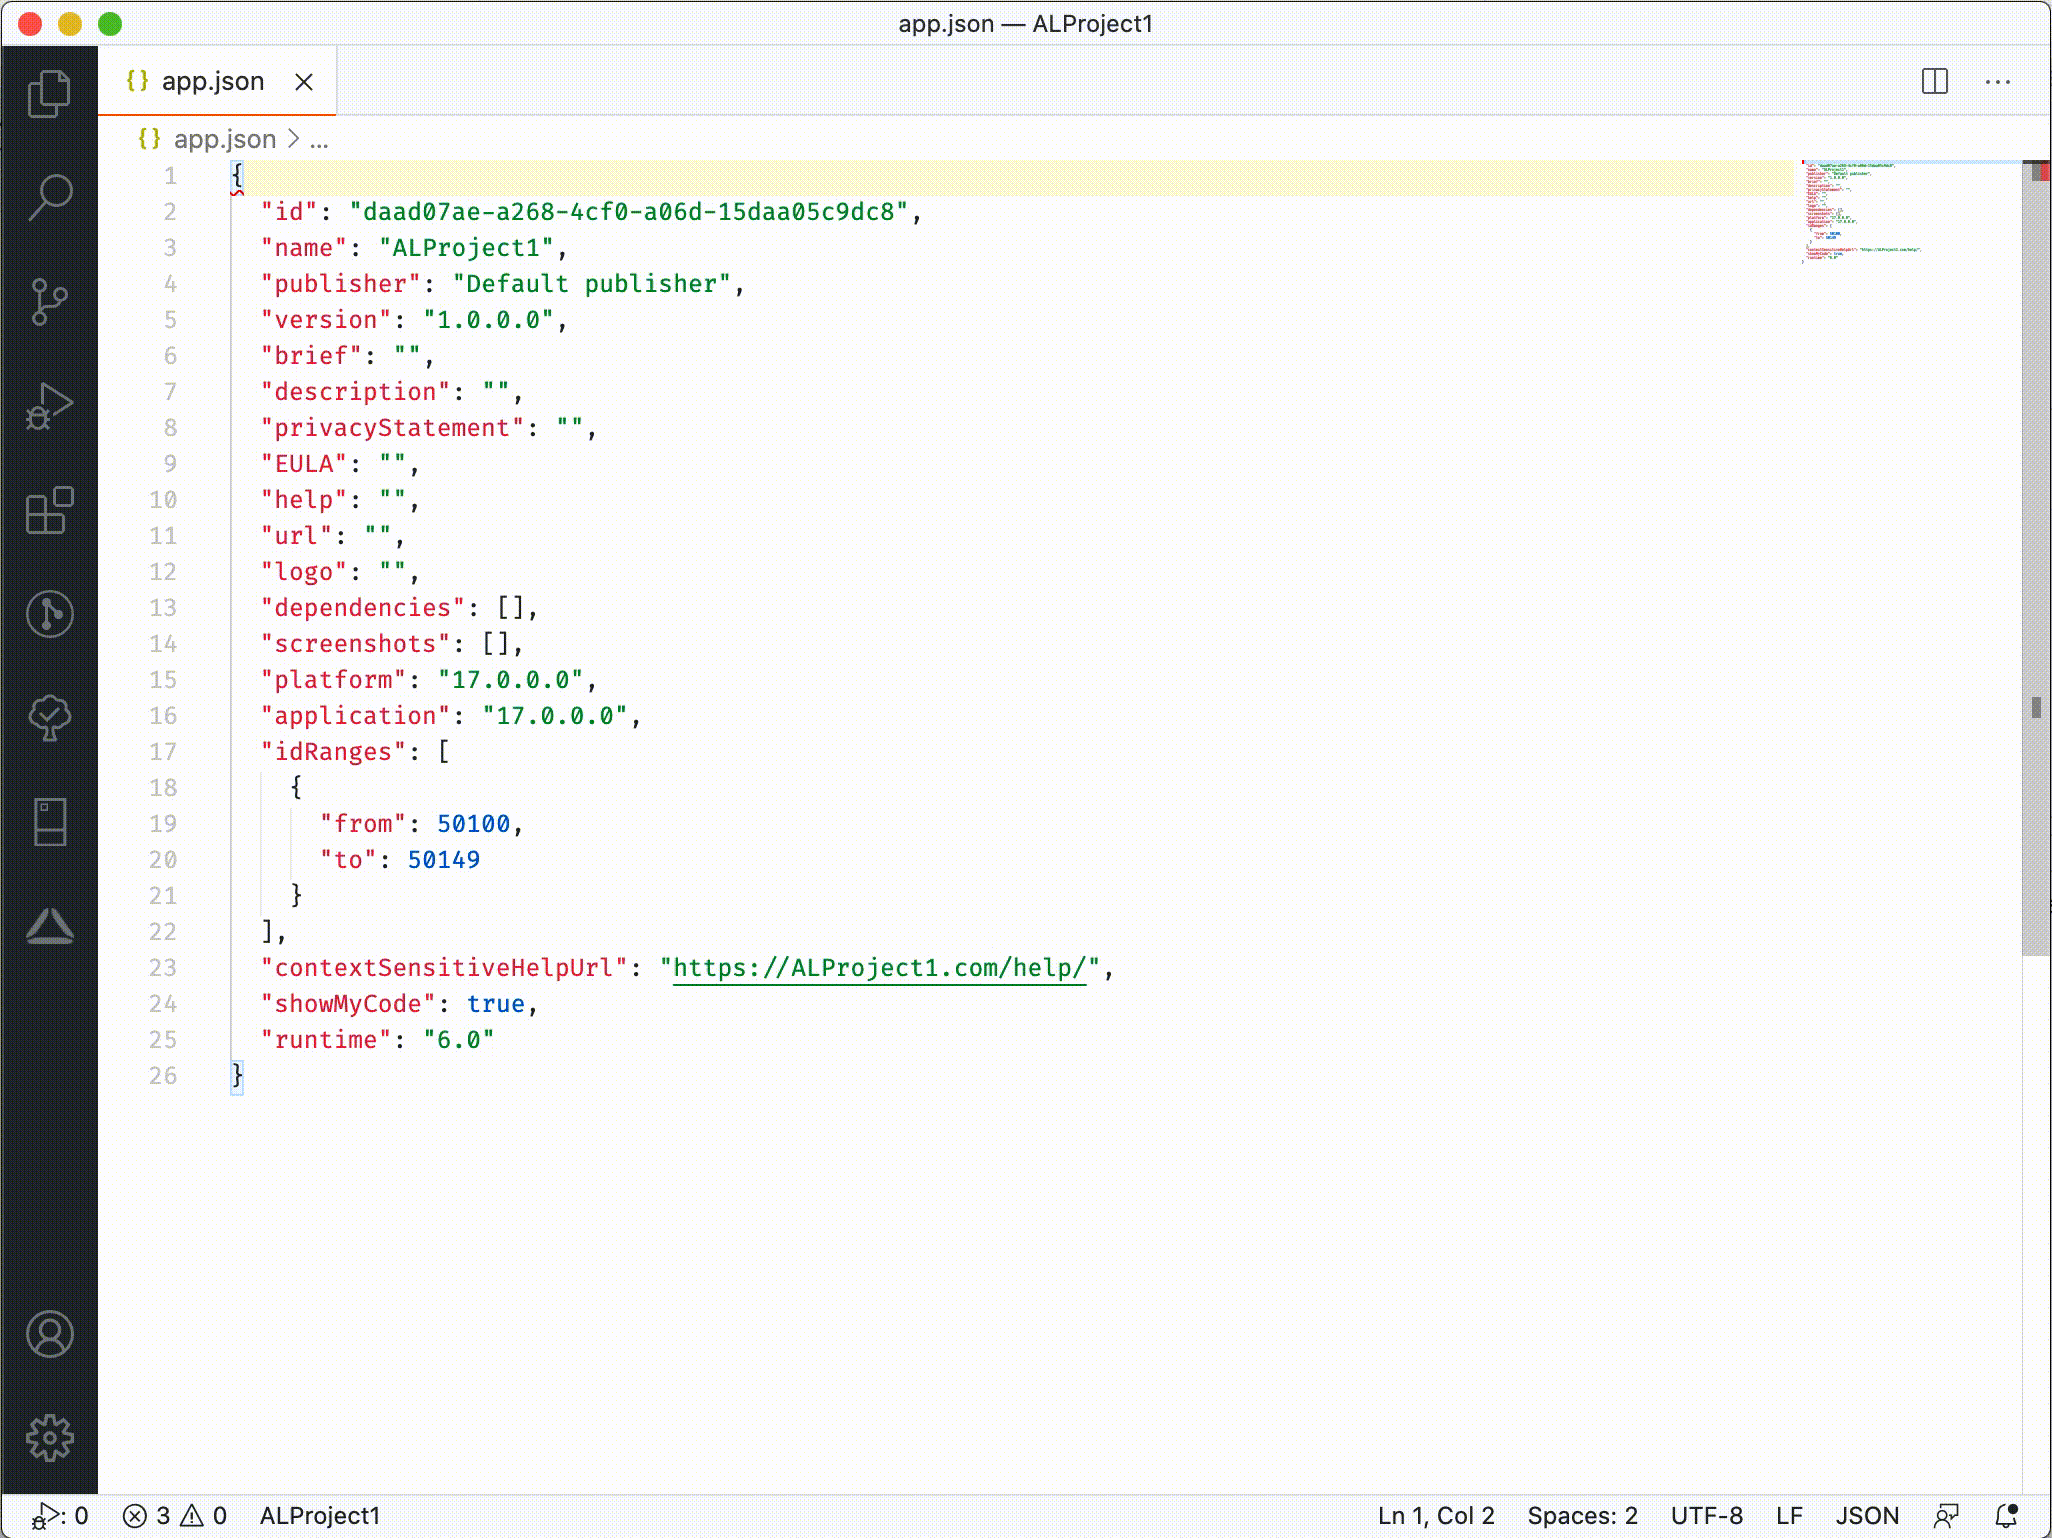 app.json — ALProject1
{} app.json
{} app.json > ...
1 {
2 "id": "daad07ae-a268-4cf0-a06d-15daa05c9dc8",
3 "name": "ALProject1",
4 "publisher": "Default publisher",
5 "version": "1.0.0.0",
6 "brief": "",
7 "description": "",
8 "privacyStatement": "",
9 "EULA": "",
10 "help": "",
11 "url": "",
12 "logo": "",
13 "dependencies": [],
14 "screenshots": [],
15 "platform": "17.0.0.0",
16 "application": "17.0.0.0",
17 "idRanges": [
18 {
19 "from": 50100,
20 "to": 50149
21 }
22 ],
23 "contextSensitiveHelpUrl": "https://ALProject1.com/help/",
24 "showMyCode": true,
25 "runtime": "6.0"
26 }
: 0 3 0 ALProject1 Ln 1, Col 2 Spaces: 2 UTF-8 LF JSON